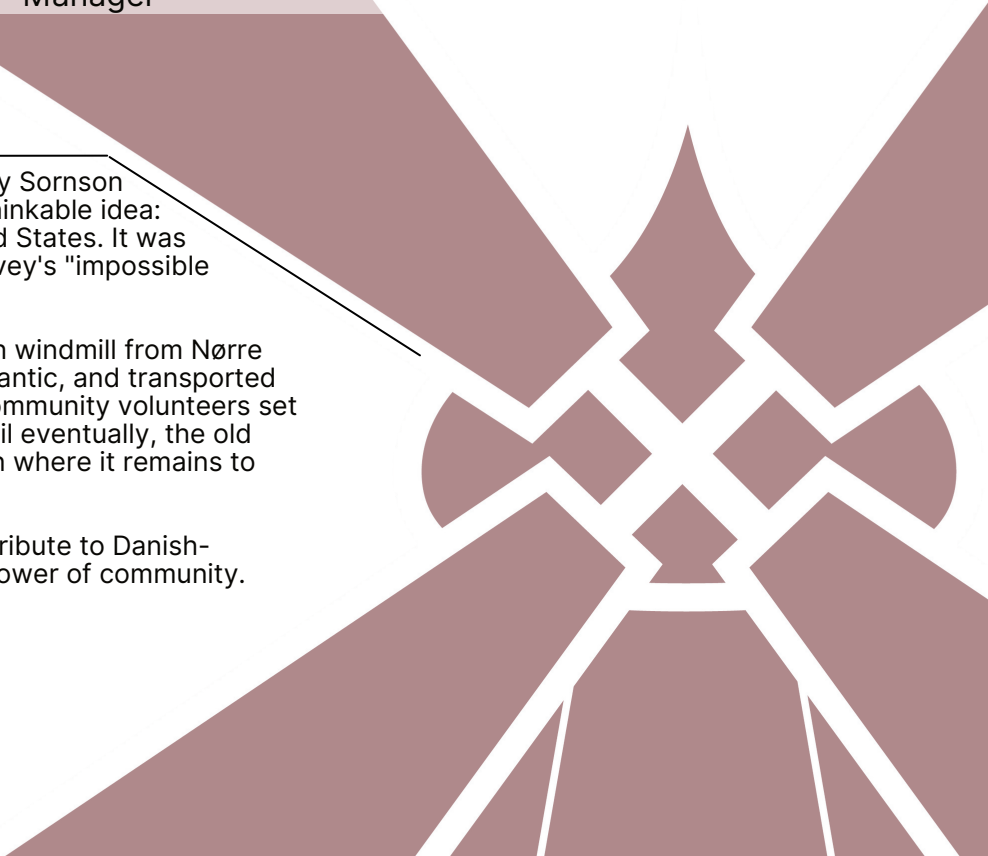 Manager
y Sornson
inkable idea:
d States. It was
vey's "impossible
n windmill from Nørre
antic, and transported
ommunity volunteers set
il eventually, the old
n where it remains to
ribute to Danish-
ower of community.